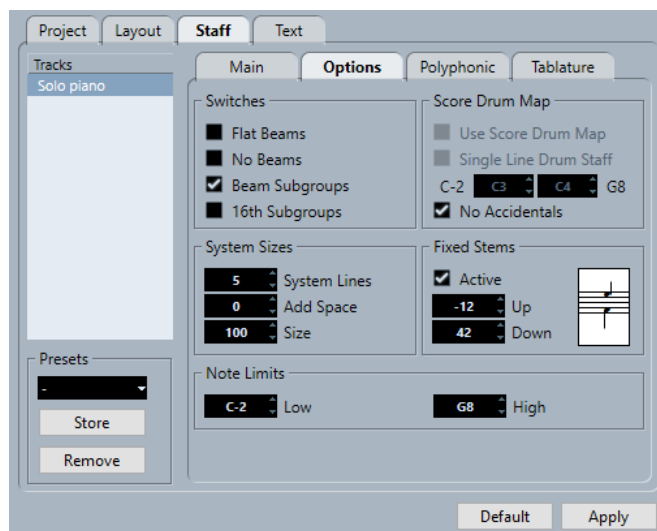 Project Layout Staff Text
Tracks
Solo piano
Main Options Polyphonic Tablature
Switches
Flat Beams
No Beams
Beam Subgroups
16th Subgroups
Score Drum Map
Use Score Drum Map
Single Line Drum Staff
C-2 C3 C4 G8
No Accidentals
System Sizes
5 System Lines
0 Add Space
100 Size
Fixed Stems
Active
-12 Up
42 Down
Presets
-
Store
Remove
Note Limits
C-2 Low G8 High
Default Apply